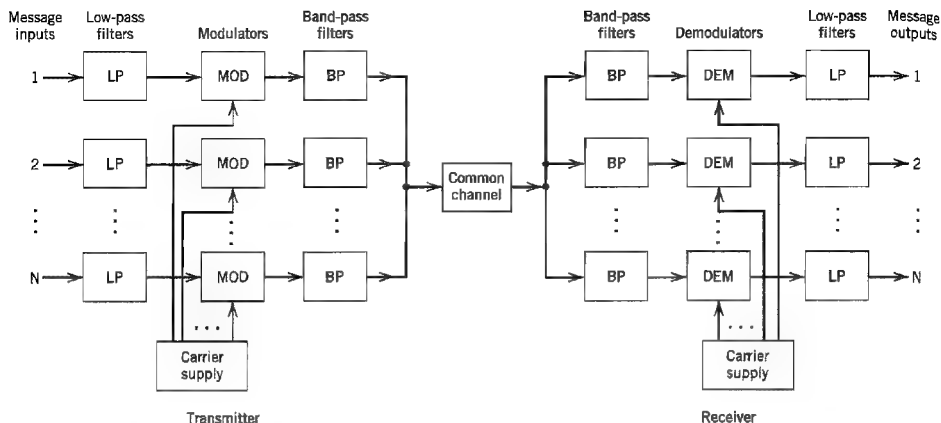 Message inputs
Low-pass filters
Modulators
Band-pass filters
Band-pass filters
Demodulators
Low-pass filters
Message outputs
1
LP
MOD
BP
BP
DEM
LP
1
2
LP
MOD
BP
Common channel
BP
DEM
LP
2
N
LP
MOD
BP
BP
DEM
LP
N
Carrier supply
Carrier supply
Transmitter
Receiver